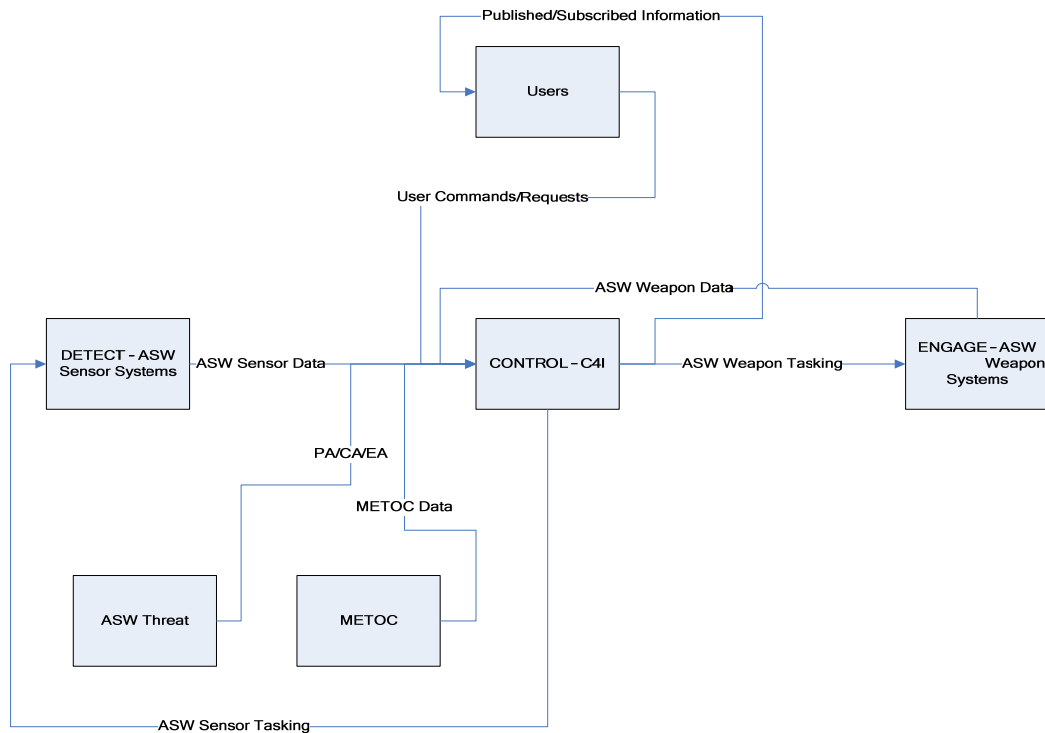 Published/Subscribed Information
Users
User Commands/Requests
ASW Weapon Data
DETECT – ASW
Sensor Systems
ASW Sensor Data
CONTROL – C4I
ASW Weapon Tasking
ENGAGE – ASW
Weapon
Systems
PA/CA/EA
METOC Data
ASW Threat
METOC
ASW Sensor Tasking